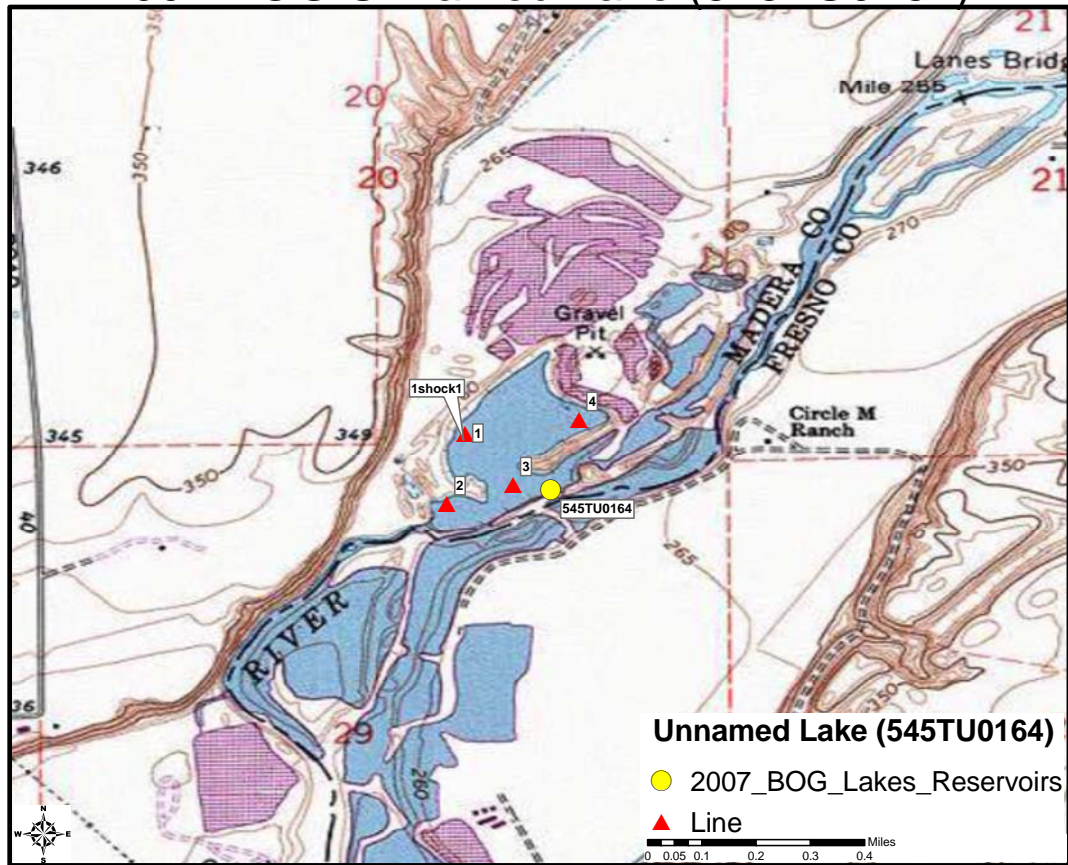 21
Lanes Bridg
Mile 255
20
20
265
350
346
21
270
MADERA CO
FRESNO CO
Gravel
Pit
1shock1
4
1
Circle M
Ranch
345
349
3
2
350
545TU0164
40
265
RIVER
36
29
350
260
Unnamed Lake (545TU0164)
2007_BOG_Lakes_Reservoirs
Line
Miles
0 0.05 0.1 0.2 0.3 0.4
N
W E
S